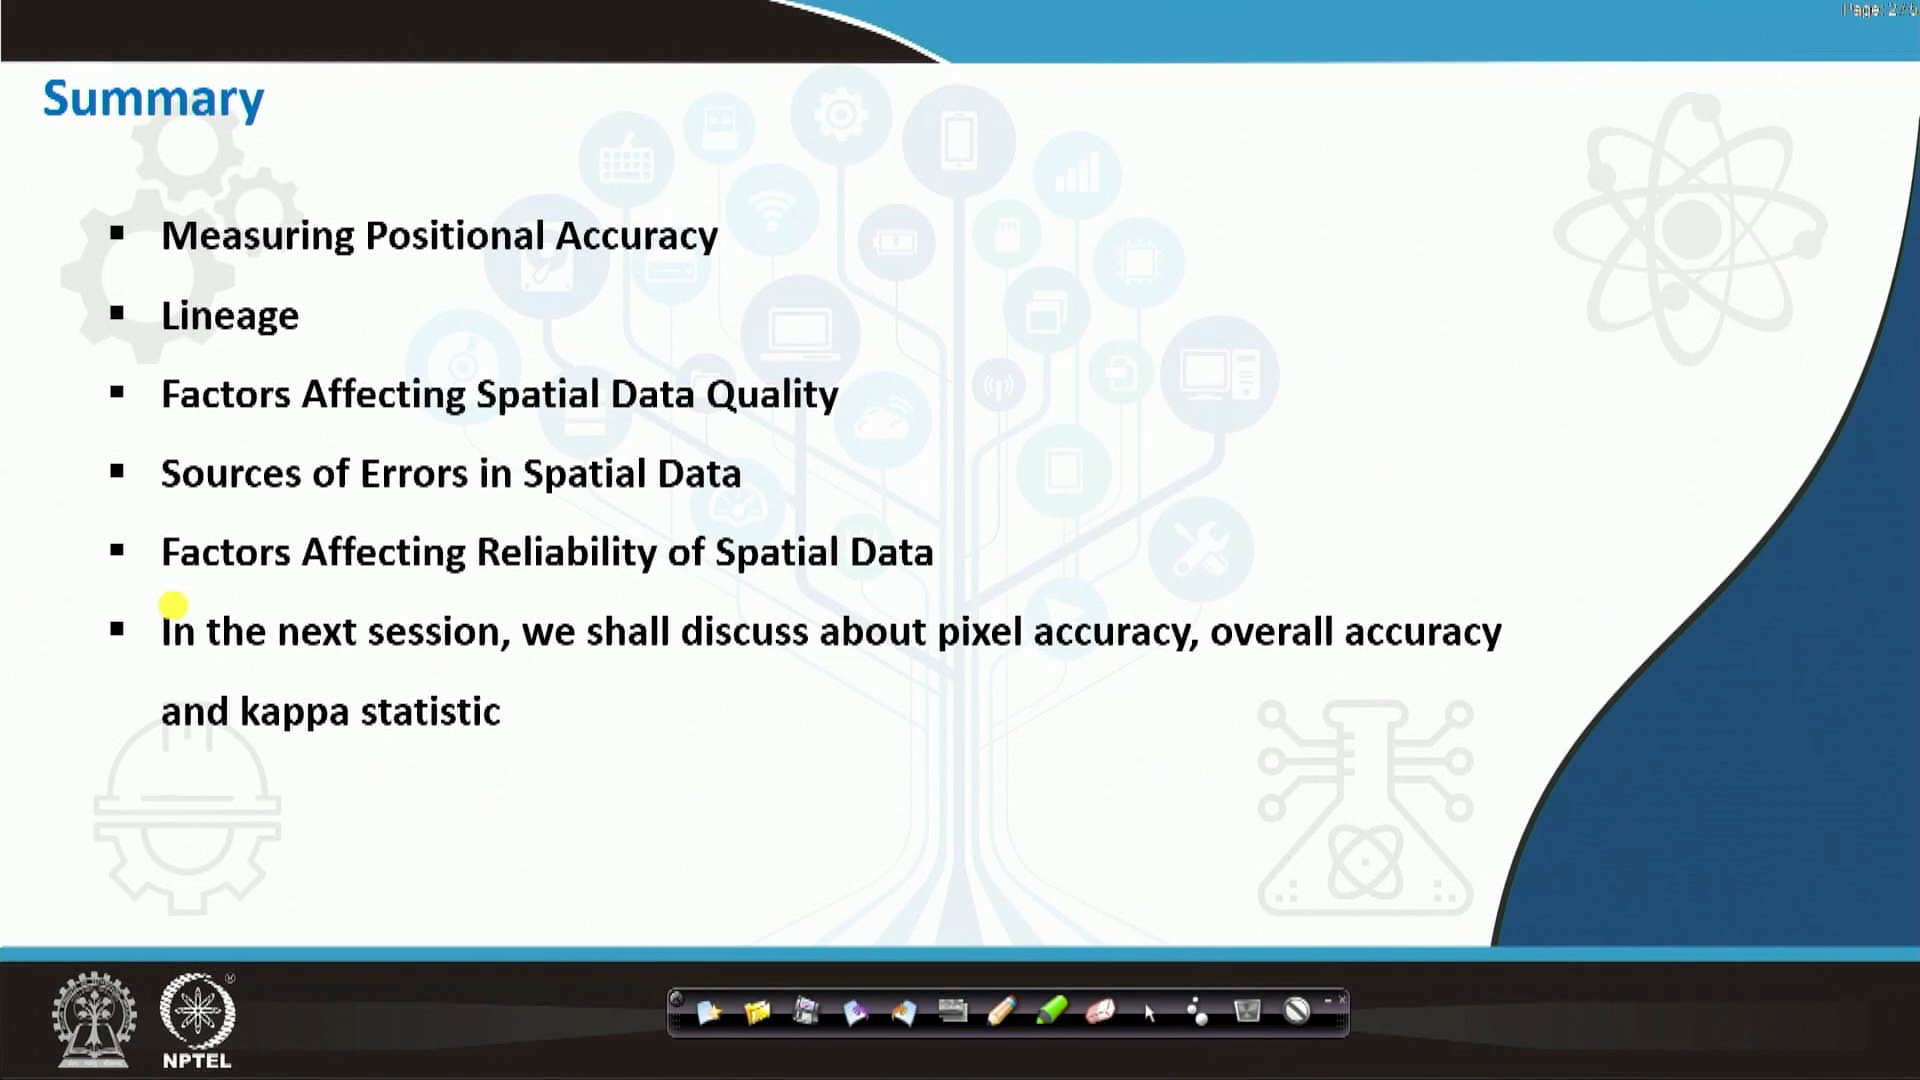 Summary
▪ Measuring Positional Accuracy
▪ Lineage
▪ Factors Affecting Spatial Data Quality
▪ Sources of Errors in Spatial Data
▪ Factors Affecting Reliability of Spatial Data
▪ In the next session, we shall discuss about pixel accuracy, overall accuracy
and kappa statistic
NPTEL